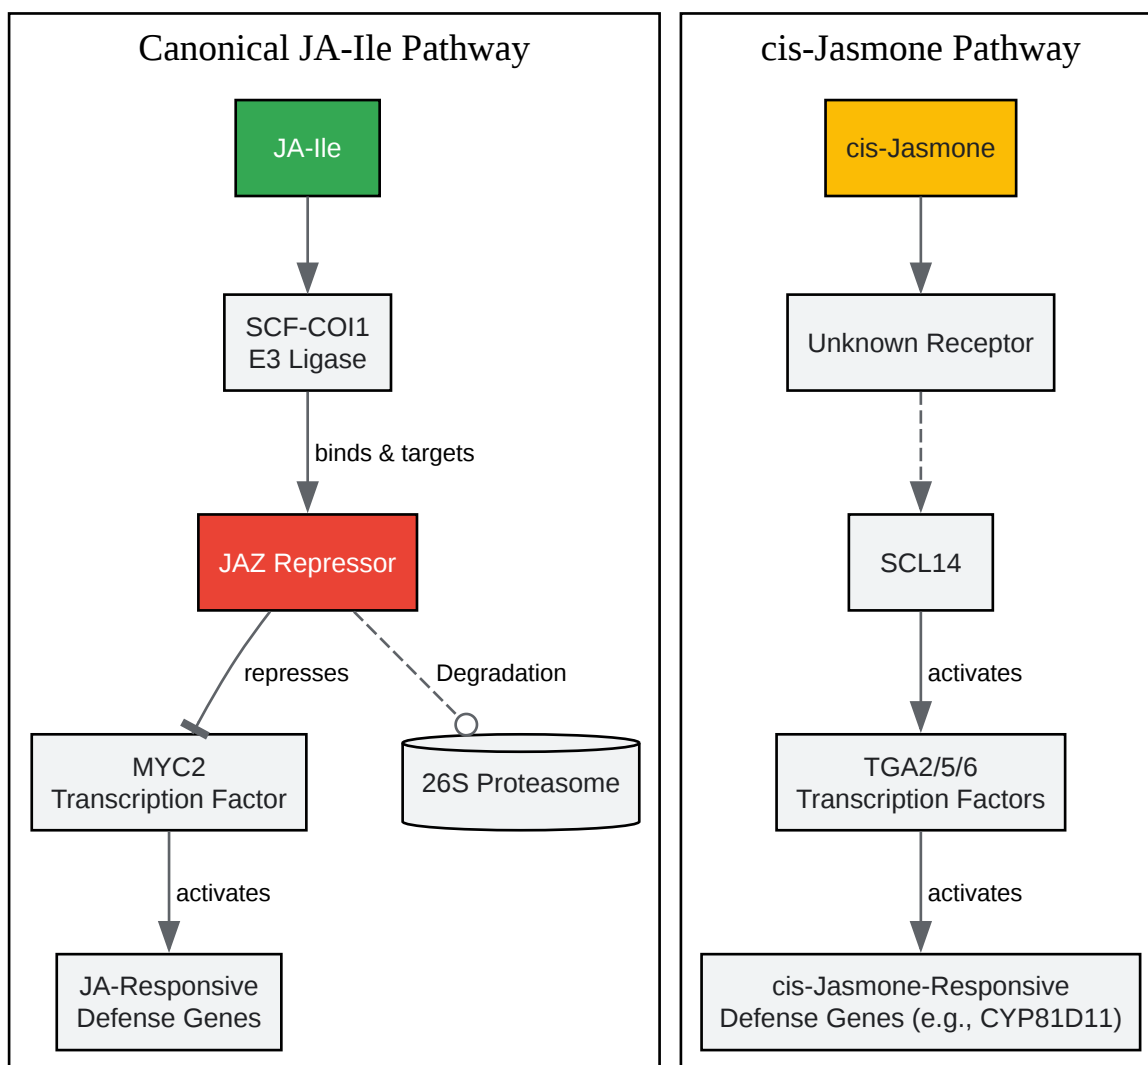 Canonical JA-Ile Pathway
JA-Ile
SCF-COI1
E3 Ligase
binds & targets
JAZ Repressor
represses
Degradation
MYC2
Transcription Factor
26S Proteasome
activates
JA-Responsive
Defense Genes
cis-Jasmone Pathway
cis-Jasmone
Unknown Receptor
SCL14
activates
TGA2/5/6
Transcription Factors
activates
cis-Jasmone-Responsive
Defense Genes (e.g., CYP81D11)